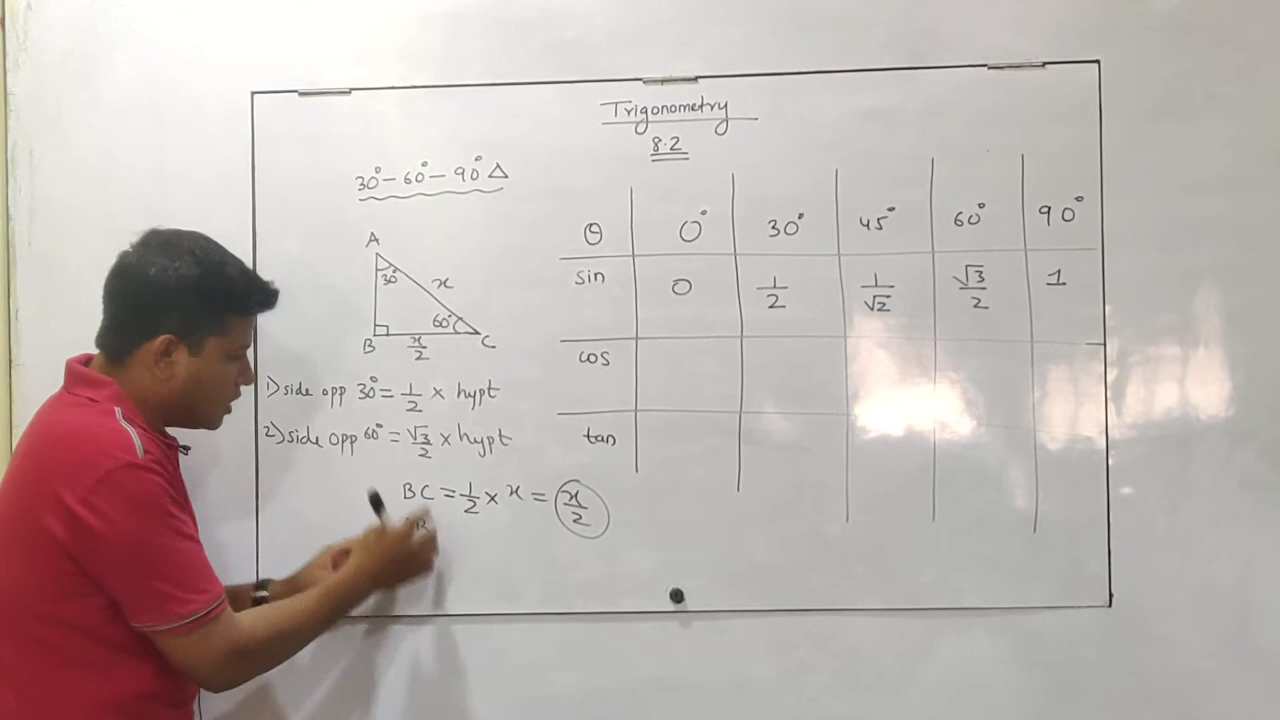 Trigonometry
8.2
30°-60°-90° △
A
30°
x
60°
B
x/2
C
1) side opp 30° = 1/2 × hypt
2) side opp 60° = √3/2 × hypt
BC = 1/2 × x = x/2
θ 0° 30° 45° 60° 90°
sin 0 1/2 1/√2 √3/2 1
cos
tan